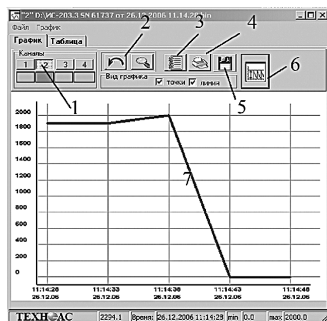 "2" D:\ИС-203.3 SN 61737 от 26.12.2006 11.14.28in
Файл График
График Таблица
Каналы
1 2 3 4
Вид графика
точки линии
1 2 3 4 5 6 7
2000
1800
1600
1400
1200
1000
800
600
400
200
0
11:14:28 11:14:33 11:14:38 11:14:43 11:14:48
26.12.06 26.12.06 26.12.06 26.12.06 26.12.06
ТЕХНОАС 2294.1 Время: 26.12.2006 11:14:29 min 0.0 max 2000.0